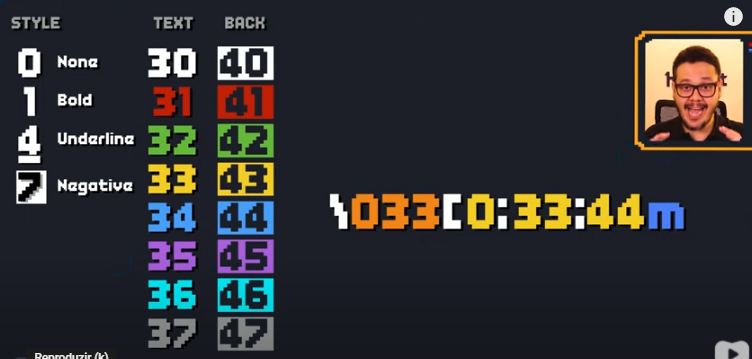 STYLE TEXT BACK
0 None 30 40
1 Bold 31 41
4 Underline 32 42
7 Negative 33 43
34 44
\033[0:33:44m
35 45
36 46
37 47
Reproduzir (k)